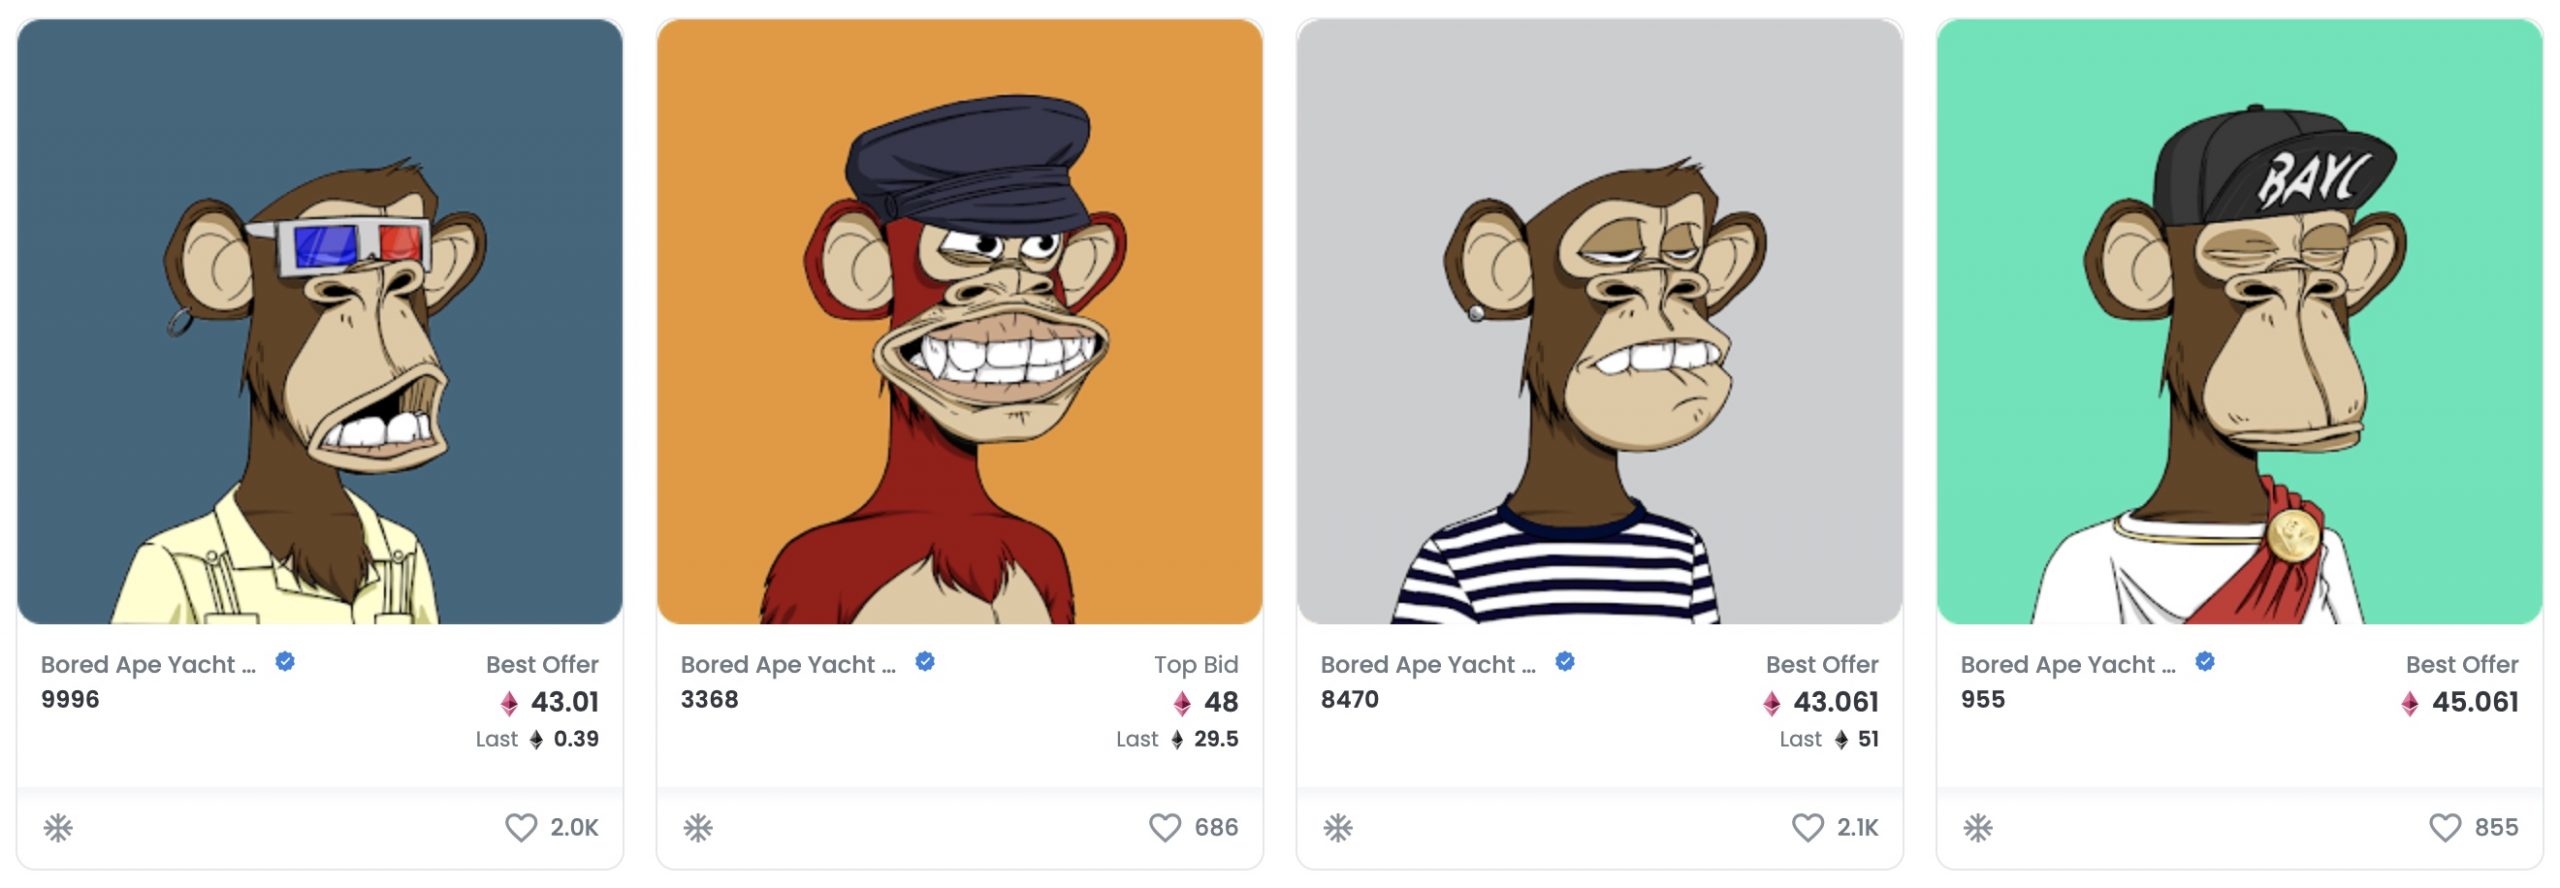 BAYC
Bored Ape Yacht ...
Best Offer
9996
43.01
Last 0.39
2.0K
Bored Ape Yacht ...
Top Bid
3368
48
Last 29.5
686
Bored Ape Yacht ...
Best Offer
8470
43.061
Last 51
2.1K
Bored Ape Yacht ...
Best Offer
955
45.061
855